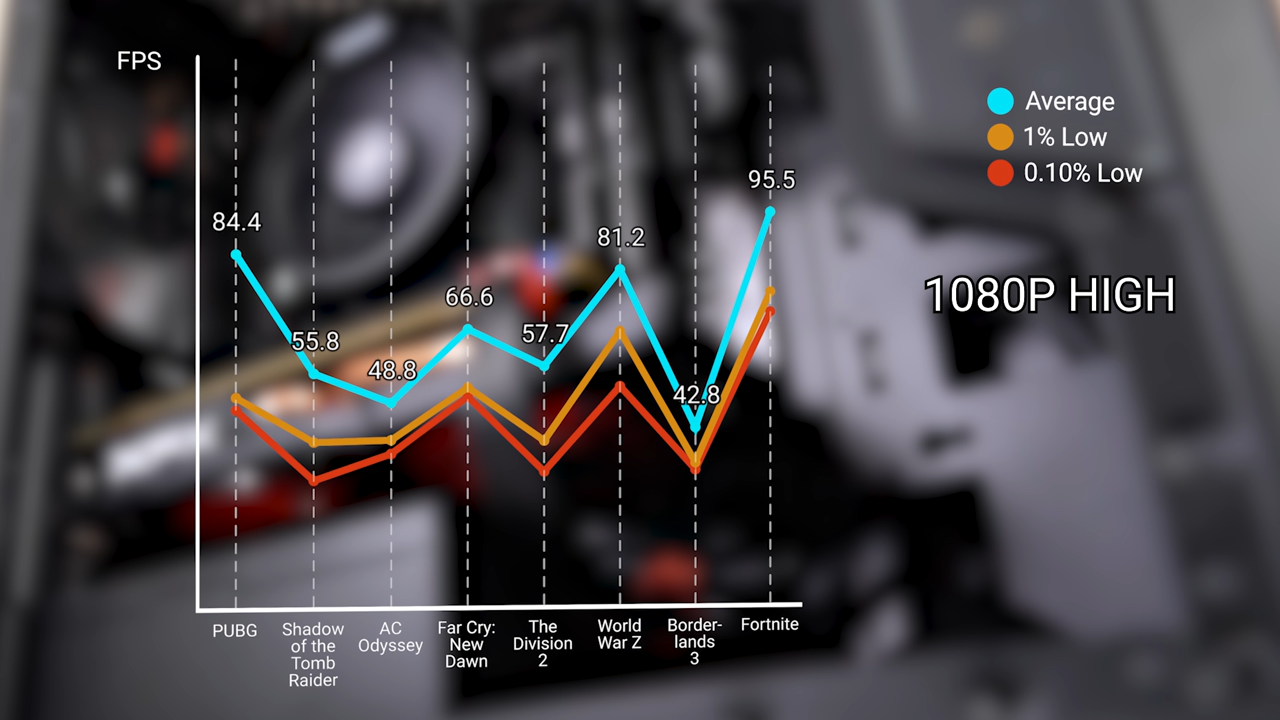 FPS
Average
1% Low
0.10% Low
95.5
84.4
81.2
1080P HIGH
66.6
57.7
55.8
48.8
42.8
PUBG
Shadow
of the
Tomb
Raider
AC
Odyssey
Far Cry:
New
Dawn
The
Division
2
World
War Z
Border-
lands
3
Fortnite